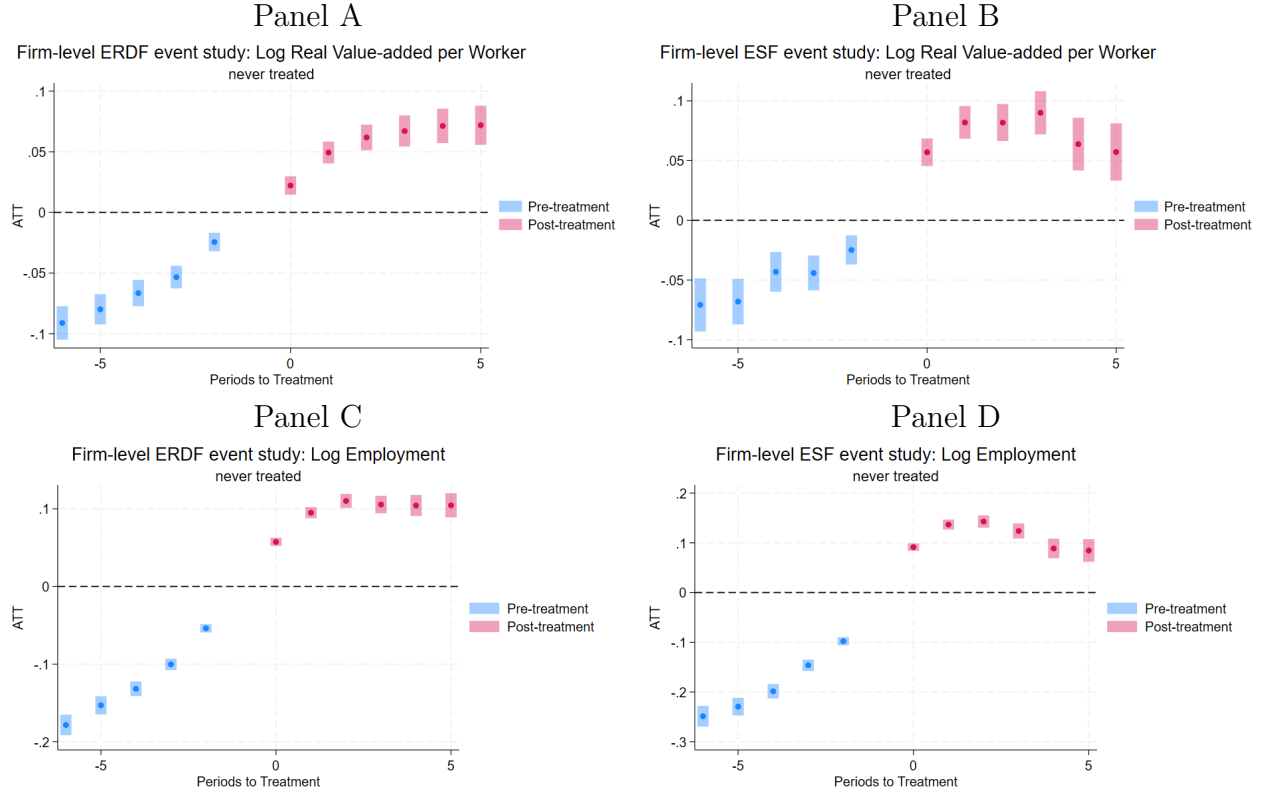 Panel A
Firm-level ERDF event study: Log Real Value-added per Worker
never treated
.1
.05
0
-.05
-.1
ATT
-5
0
5
Periods to Treatment
Pre-treatment
Post-treatment
Panel B
Firm-level ESF event study: Log Real Value-added per Worker
never treated
.1
.05
0
-.05
-.1
ATT
-5
0
5
Periods to Treatment
Pre-treatment
Post-treatment
Panel C
Firm-level ERDF event study: Log Employment
never treated
.1
0
-.1
-.2
ATT
-5
0
5
Periods to Treatment
Pre-treatment
Post-treatment
Panel D
Firm-level ESF event study: Log Employment
never treated
.2
.1
0
-.1
-.2
-.3
ATT
-5
0
5
Periods to Treatment
Pre-treatment
Post-treatment